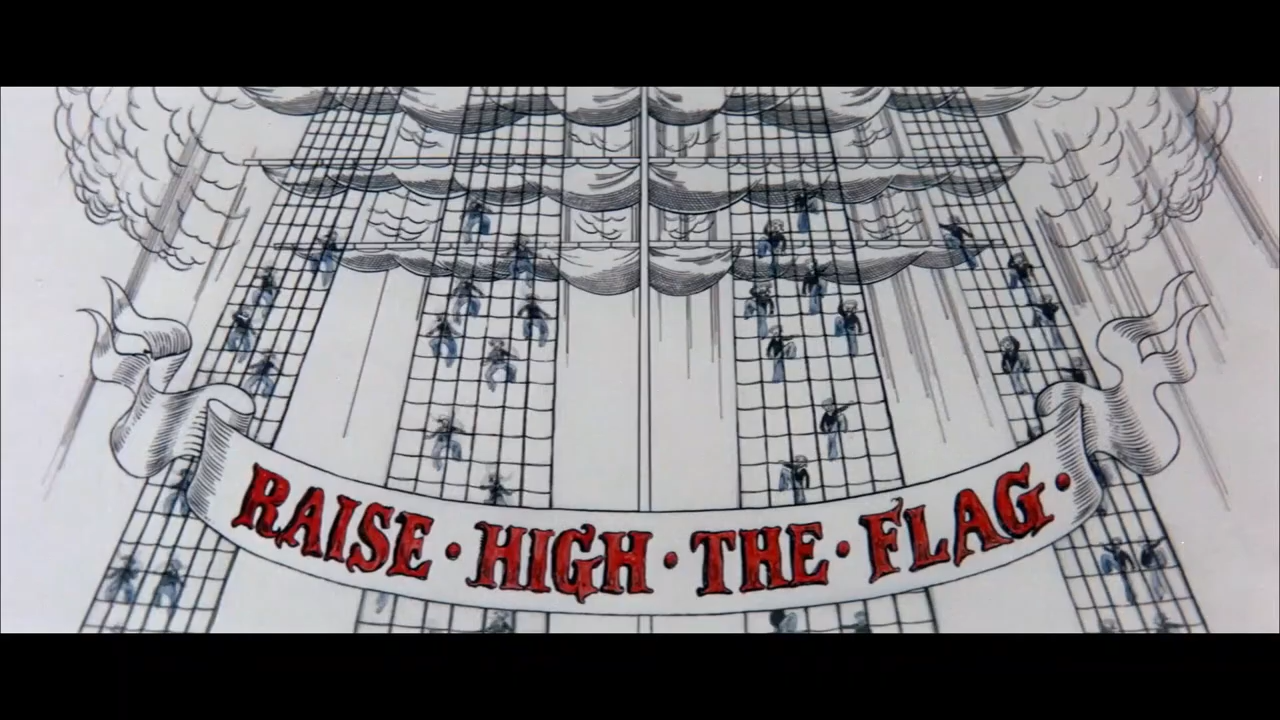 RAISE · HIGH · THE · FLAG ·